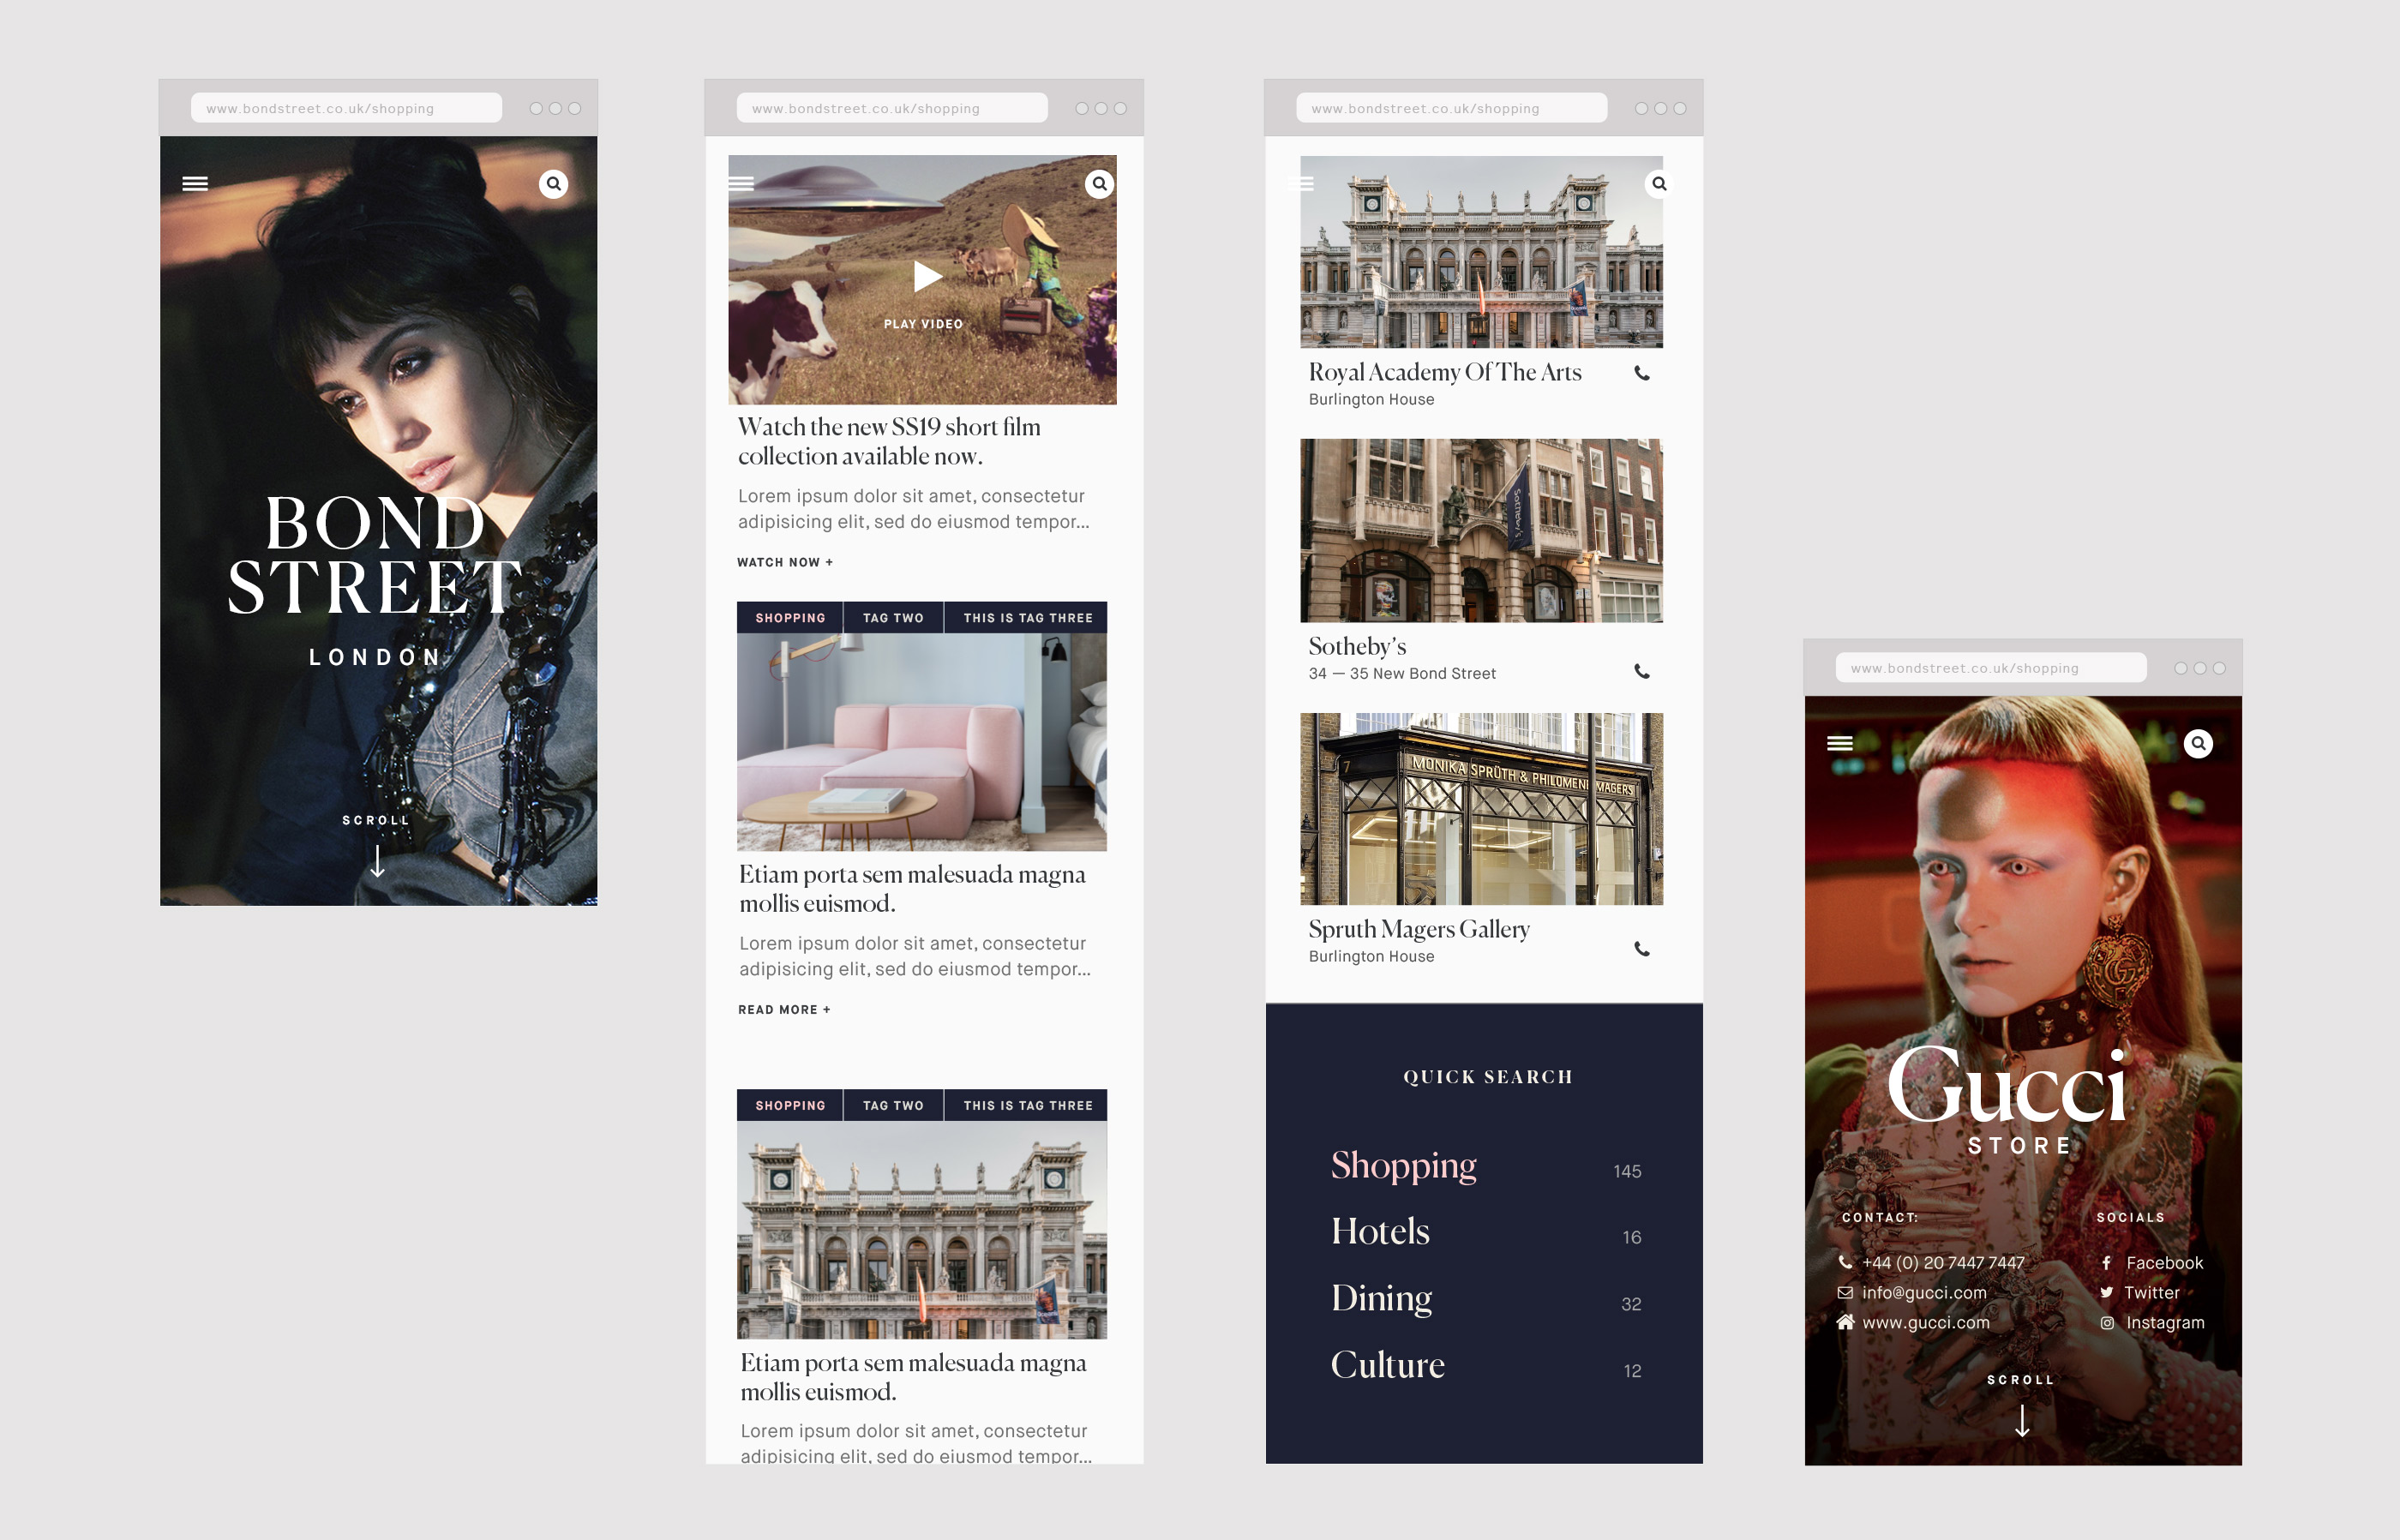 www.bondstreet.co.uk/shopping
BOND
STREET
LONDON
SCROLL
www.bondstreet.co.uk/shopping
PLAY VIDEO
Watch the new SS19 short film
collection available now.
Lorem ipsum dolor sit amet, consectetur
adipisicing elit, sed do eiusmod tempor...
WATCH NOW +
SHOPPING TAG TWO THIS IS TAG THREE
Etiam porta sem malesuada magna
mollis euismod.
Lorem ipsum dolor sit amet, consectetur
adipisicing elit, sed do eiusmod tempor...
READ MORE +
SHOPPING TAG TWO THIS IS TAG THREE
Etiam porta sem malesuada magna
mollis euismod.
Lorem ipsum dolor sit amet, consectetur
adipisicing elit, sed do eiusmod tempor...
www.bondstreet.co.uk/shopping
Royal Academy Of The Arts
Burlington House
Sotheby's
Sotheby’s
34 — 35 New Bond Street
7 MONIKA SPRÜTH & PHILOMENE MAGERS
Spruth Magers Gallery
Burlington House
QUICK SEARCH
Shopping 145
Hotels 16
Dining 32
Culture 12
www.bondstreet.co.uk/shopping
Gucci
STORE
CONTACT:
+44 (0) 20 7447 7447
info@gucci.com
www.gucci.com
SOCIALS
Facebook
Twitter
Instagram
SCROLL